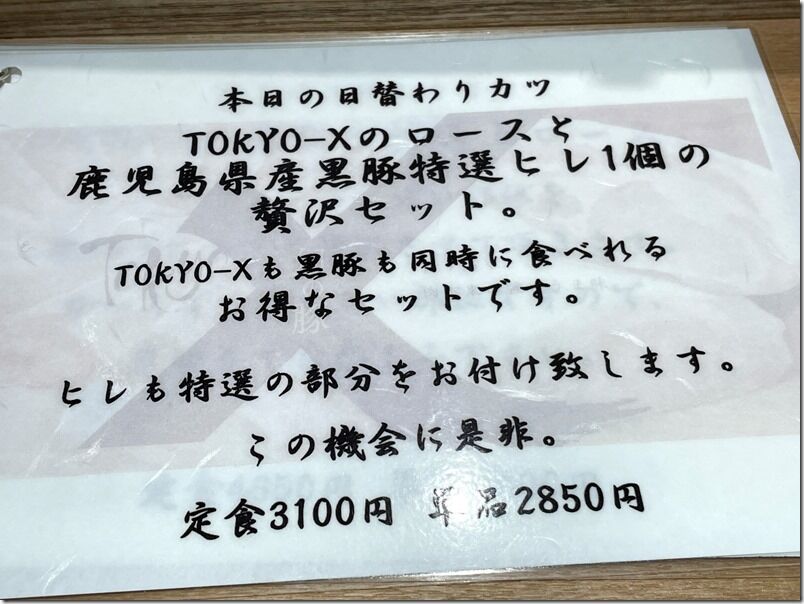 本日の日替わりカツ
TOKYO-Xのロースと
鹿児島県産黒豚特選ヒレ1個の
贅沢セット。
TOKYO-Xも黒豚も同時に食べれる
お得なセットです。
ヒレも特選の部分をお付け致します。
この機会に是非。
定食3100円 単品2850円